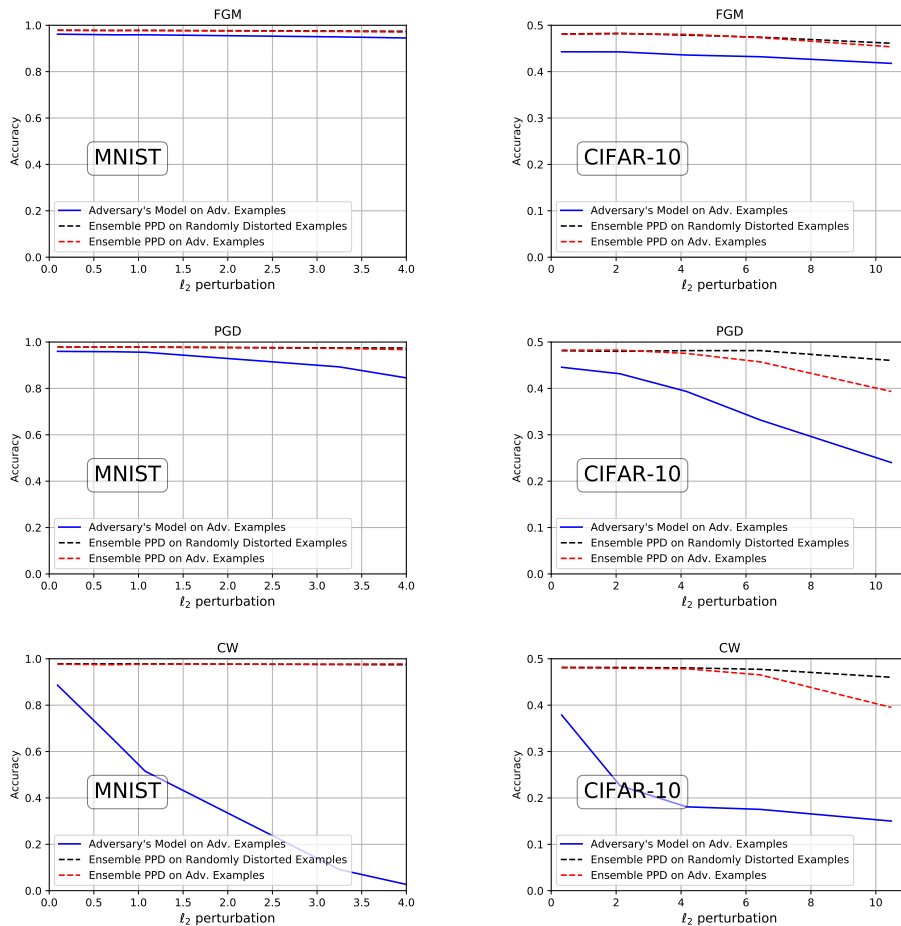 FGM
1.0
0.8
0.6
0.4
0.2
0.0
Accuracy
MNIST
Adversary's Model on Adv. Examples
Ensemble PPD on Randomly Distorted Examples
Ensemble PPD on Adv. Examples
0.0 0.5 1.0 1.5 2.0 2.5 3.0 3.5 4.0
ℓ₂ perturbation
FGM
0.5
0.4
0.3
0.2
0.1
0.0
Accuracy
CIFAR-10
Adversary's Model on Adv. Examples
Ensemble PPD on Randomly Distorted Examples
Ensemble PPD on Adv. Examples
0 2 4 6 8 10
ℓ₂ perturbation
PGD
1.0
0.8
0.6
0.4
0.2
0.0
Accuracy
MNIST
Adversary's Model on Adv. Examples
Ensemble PPD on Randomly Distorted Examples
Ensemble PPD on Adv. Examples
0.0 0.5 1.0 1.5 2.0 2.5 3.0 3.5 4.0
ℓ₂ perturbation
PGD
0.5
0.4
0.3
0.2
0.1
0.0
Accuracy
CIFAR-10
Adversary's Model on Adv. Examples
Ensemble PPD on Randomly Distorted Examples
Ensemble PPD on Adv. Examples
0 2 4 6 8 10
ℓ₂ perturbation
CW
1.0
0.8
0.6
0.4
0.2
0.0
Accuracy
MNIST
Adversary's Model on Adv. Examples
Ensemble PPD on Randomly Distorted Examples
Ensemble PPD on Adv. Examples
0.0 0.5 1.0 1.5 2.0 2.5 3.0 3.5 4.0
ℓ₂ perturbation
CW
0.5
0.4
0.3
0.2
0.1
0.0
Accuracy
CIFAR-10
Adversary's Model on Adv. Examples
Ensemble PPD on Randomly Distorted Examples
Ensemble PPD on Adv. Examples
0 2 4 6 8 10
ℓ₂ perturbation